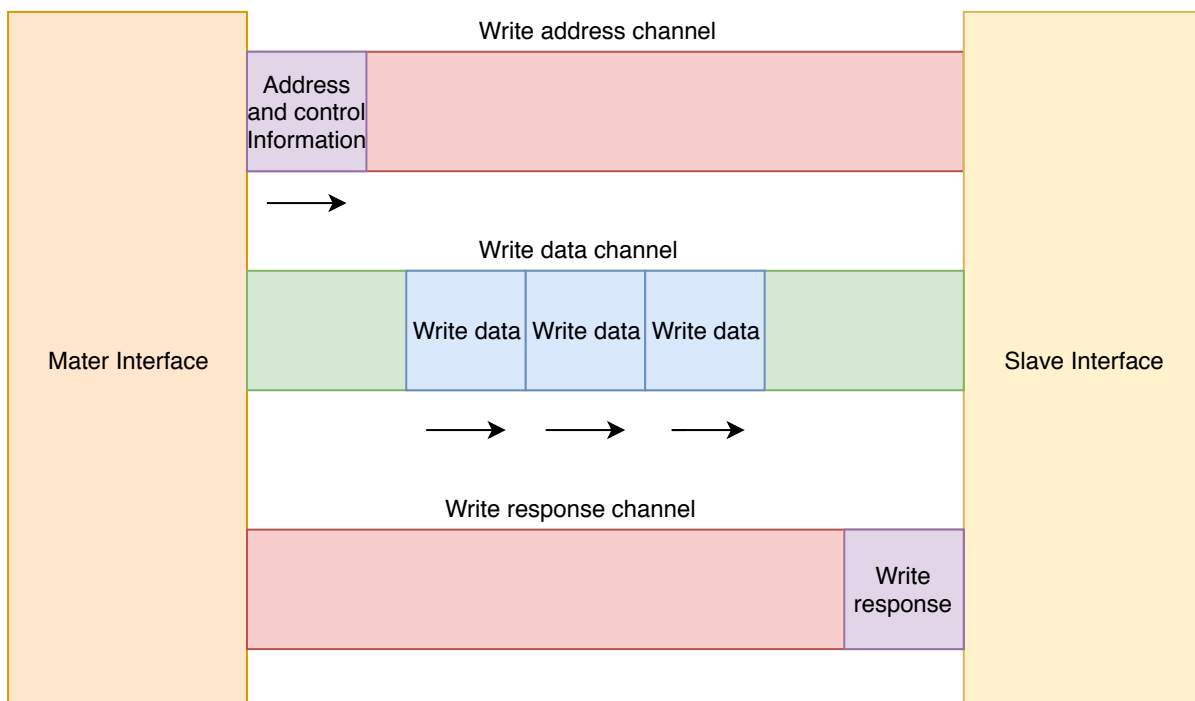 Write address channel
Address
and control
Information
Write data channel
Mater Interface
Write data
Write data
Write data
Slave Interface
Write response channel
Write
response